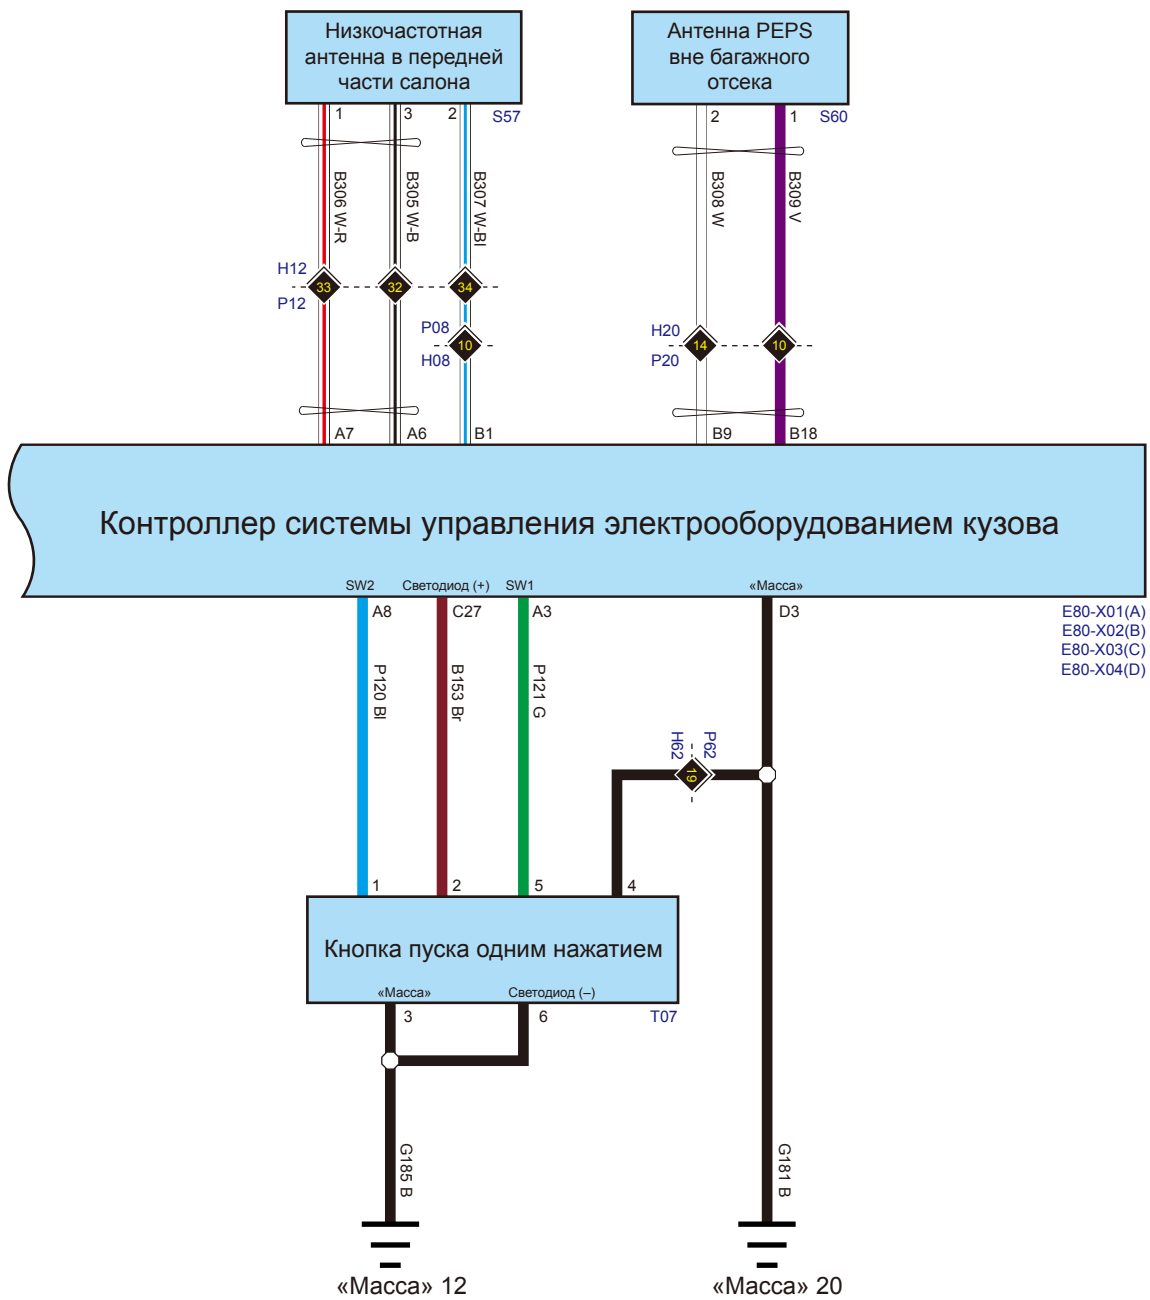 Низкочастотная
антенна в передней
части салона
Антенна PEPS
вне багажного
отсека
1
3
2
S57
2
1
S60
B306 W-R
B305 W-B
B307 W-Bl
B308 W
B309 V
H12
P12
33
32
34
P08
H08
10
H20
P20
14
10
A7
A6
B1
B9
B18
Контроллер системы управления электрооборудованием кузова
SW2
Светодиод (+)
SW1
«Масса»
A8
C27
A3
D3
E80-X01(A)
E80-X02(B)
E80-X03(C)
E80-X04(D)
P120 Bl
B153 Br
P121 G
H62
P62
19
1
2
5
4
Кнопка пуска одним нажатием
«Масса»
Светодиод (–)
3
6
T07
G185 B
G181 B
«Масса» 12
«Масса» 20